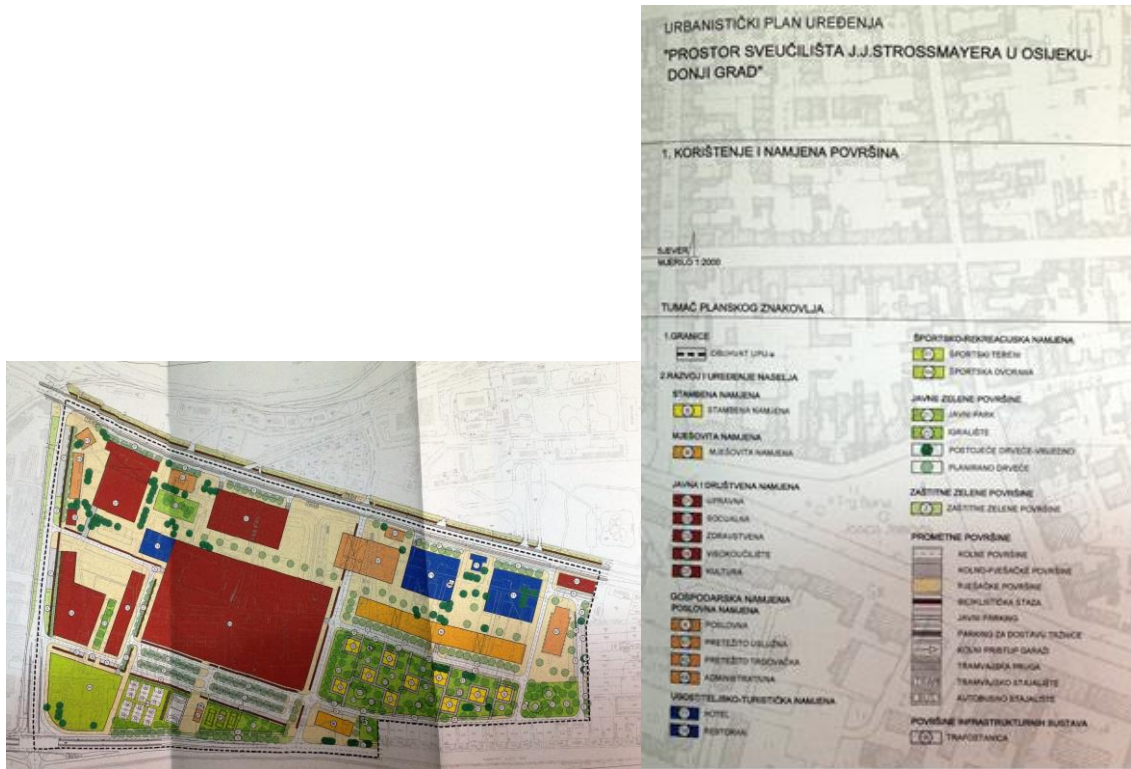 URBANISTIČKI PLAN UREĐENJA
"PROSTOR SVEUČILIŠTA J.J.STROSSMAYERA U OSIJEKU-
DONJI GRAD"
1. KORIŠTENJE I NAMJENA POVRŠINA
SJEVER
MJERILO 1:2000
TUMAČ PLANSKOG ZNAKOVLJA
1.GRANICE
OBUHVAT UPU-a
2.RAZVOJ I UREĐENJE NASELJA
STAMBENA NAMJENA
STAMBENA NAMJENA
MJEŠOVITA NAMJENA
MJEŠOVITA NAMJENA
JAVNA I DRUŠTVENA NAMJENA
UPRAVNA
SOCIJALNA
ZDRAVSTVENA
VISOKOUČILIŠTE
KULTURA
GOSPODARSKA NAMJENA
POSLOVNA NAMJENA
POSLOVNA
PRETEŽITO USLUŽNA
PRETEŽITO TRGOVAČKA
ADMINISTRATIVNA
UGOSTITELJSKO-TURISTIČKA NAMJENA
HOTEL
RESTORAN
ŠPORTSKO-REKREACIJSKA NAMJENA
ŠPORTSKI TERENI
ŠPORTSKA DVORANA
JAVNE ZELENE POVRŠINE
JAVNI PARK
IGRALIŠTE
POSTOJEĆE DRVEĆE-VRIJEDNO
PLANIRANO DRVEĆE
ZAŠTITNE ZELENE POVRŠINE
ZAŠTITNE ZELENE POVRŠINE
PROMETNE POVRŠINE
KOLNE POVRŠINE
KOLNO-PJEŠAČKE POVRŠINE
PJEŠAČKE POVRŠINE
BICIKLISTIČKA STAZA
JAVNI PARKING
PARKING ZA DOSTAVU TRŽNICE
KOLNI PRISTUP GARAŽI
TRAMVAJSKA PRUGA
TRAMVAJSKO STAJALIŠTE
AUTOBUSNO STAJALIŠTE
POVRŠINE INFRASTRUKTURNIH SUSTAVA
TRAFOSTANICA